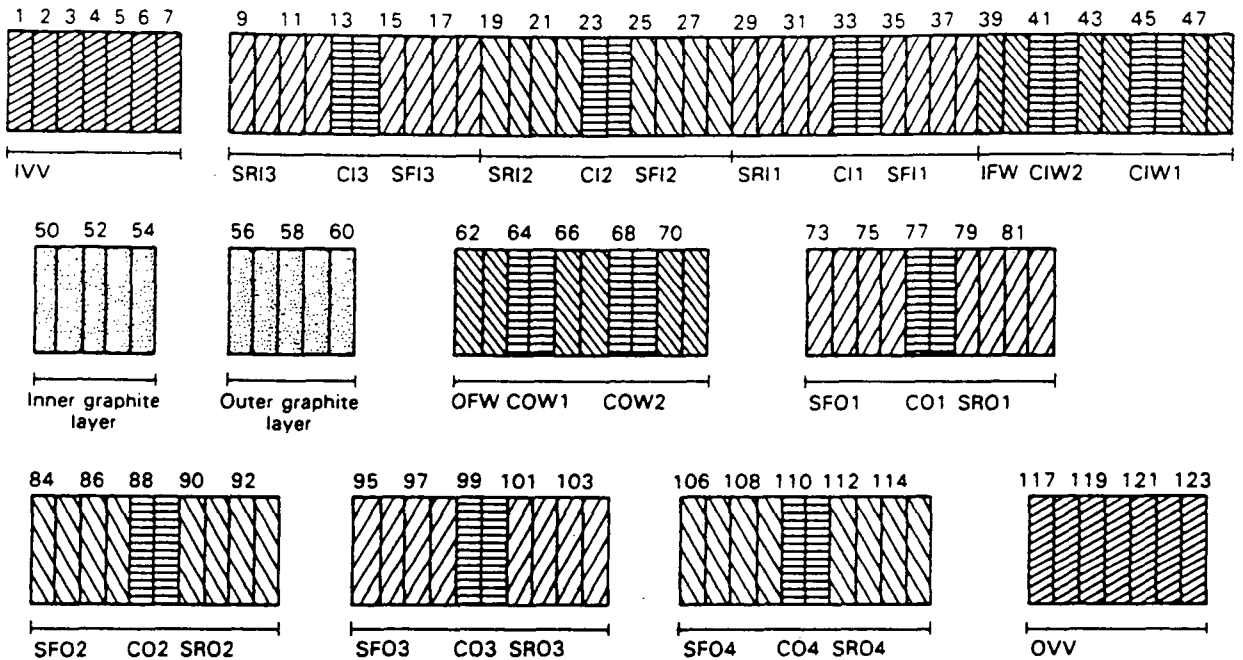 1 2 3 4 5 6 7 9 11 13 15 17 19 21 23 25 27 29 31 33 35 37 39 41 43 45 47
IVV SRI3 CI3 SFI3 SRI2 CI2 SFI2 SRI1 CI1 SFI1 IFW CIW2 CIW1
50 52 54 56 58 60 62 64 66 68 70 73 75 77 79 81
Inner graphite layer
Outer graphite layer
OFW COW1 COW2 SFO1 CO1 SRO1
84 86 88 90 92 95 97 99 101 103 106 108 110 112 114 117 119 121 123
SFO2 CO2 SRO2 SFO3 CO3 SRO3 SFO4 CO4 SRO4 OVV